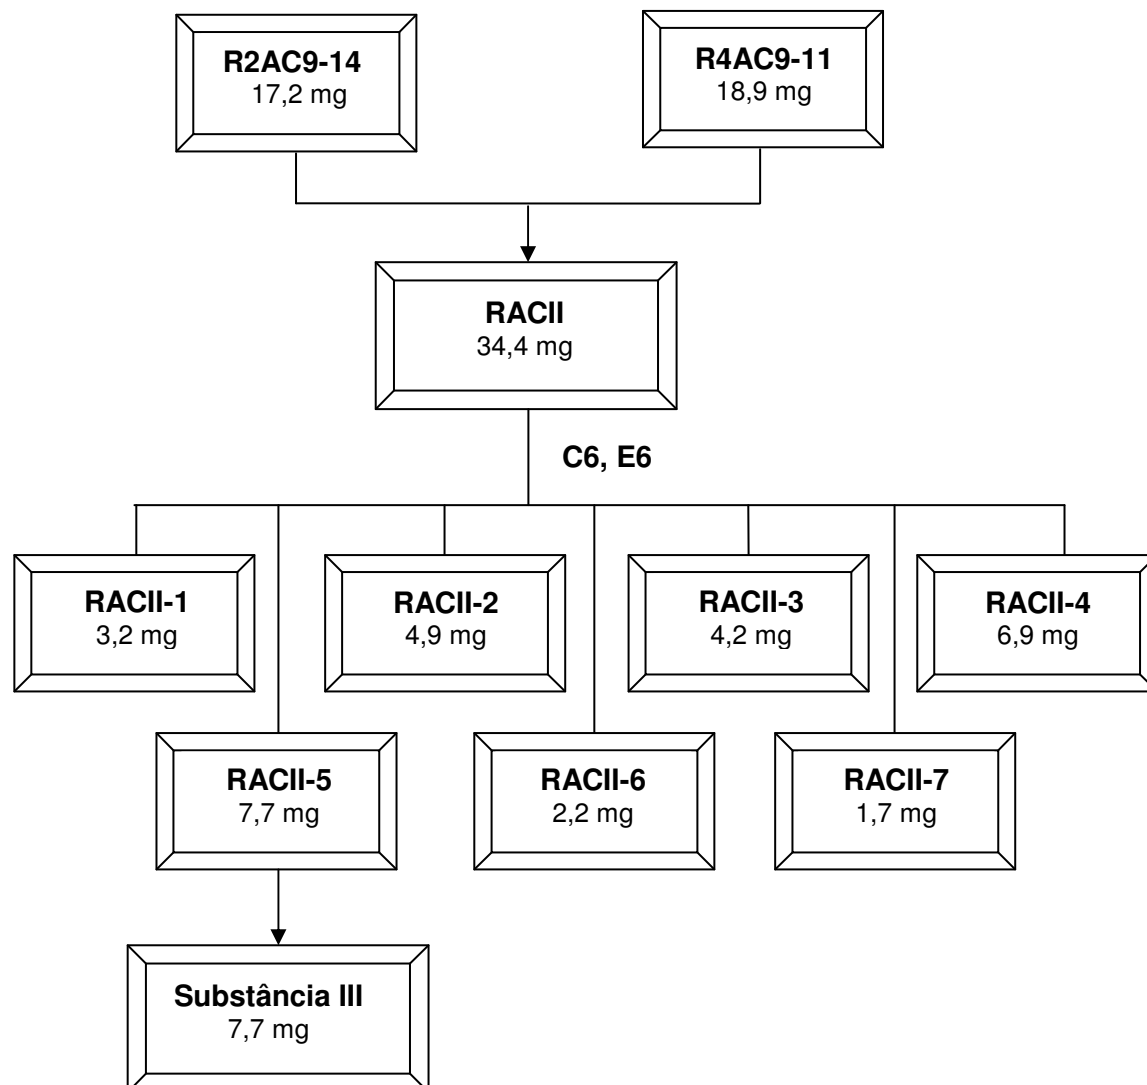 R2AC9-14
17,2 mg
R4AC9-11
18,9 mg
RACII
34,4 mg
C6, E6
RACII-1
3,2 mg
RACII-2
4,9 mg
RACII-3
4,2 mg
RACII-4
6,9 mg
RACII-5
7,7 mg
RACII-6
2,2 mg
RACII-7
1,7 mg
Substância III
7,7 mg